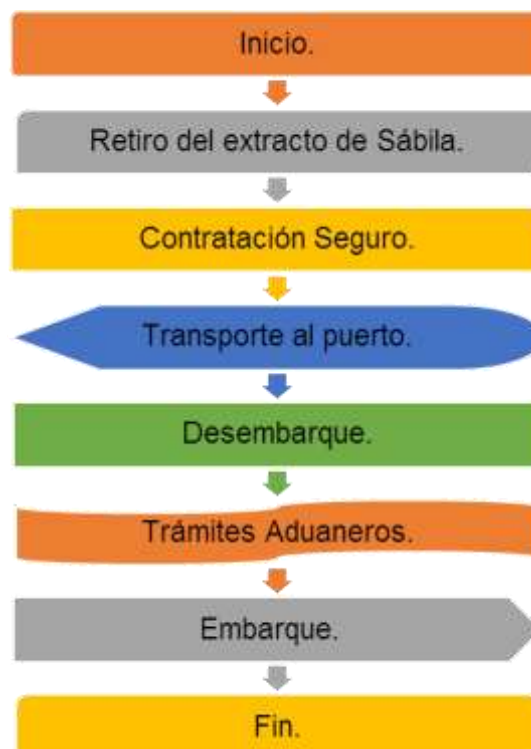 Inicio.
Retiro del extracto de Sábila.
Contratación Seguro.
Transporte al puerto.
Desembarque.
Trámites Aduaneros.
Embarque.
Fin.